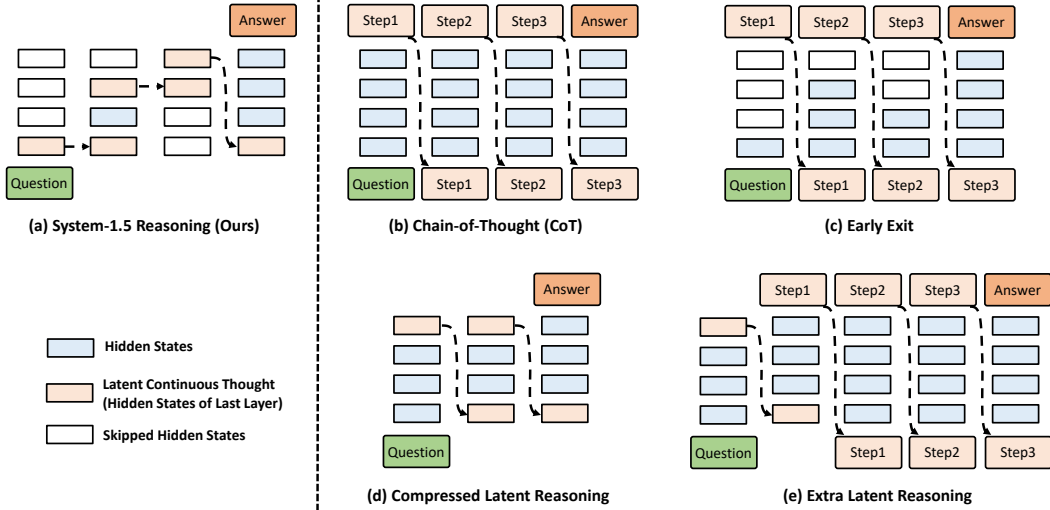 Answer
Question
(a) System-1.5 Reasoning (Ours)
Step1 Step2 Step3 Answer
Question Step1 Step2 Step3
(b) Chain-of-Thought (CoT)
Step1 Step2 Step3 Answer
Question Step1 Step2 Step3
(c) Early Exit
Hidden States
Latent Continuous Thought
(Hidden States of Last Layer)
Skipped Hidden States
Answer
Question
(d) Compressed Latent Reasoning
Step1 Step2 Step3 Answer
Question Step1 Step2 Step3
(e) Extra Latent Reasoning